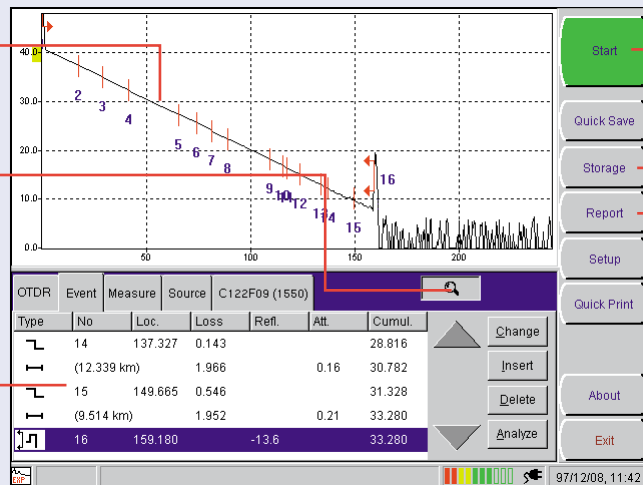 40.0
30.0
20.0
10.0
0.0
2
3
4
5
6
7
8
9
10
11
12
13
14
15
16
50
100
150
200
Start
Quick Save
Storage
Report
Setup
Quick Print
About
Exit
OTDR Event Measure Source C122F09 (1550)
Type No Loc. Loss Refl. Att. Cumul.
14 137.327 0.143 28.816
(12.339 km) 1.966 0.16 30.782
15 149.665 0.546 31.328
(9.514 km) 1.952 0.21 33.280
16 159.180 -13.6 33.280
Change
Insert
Delete
Analyze
EXP
97/12/08, 11:42